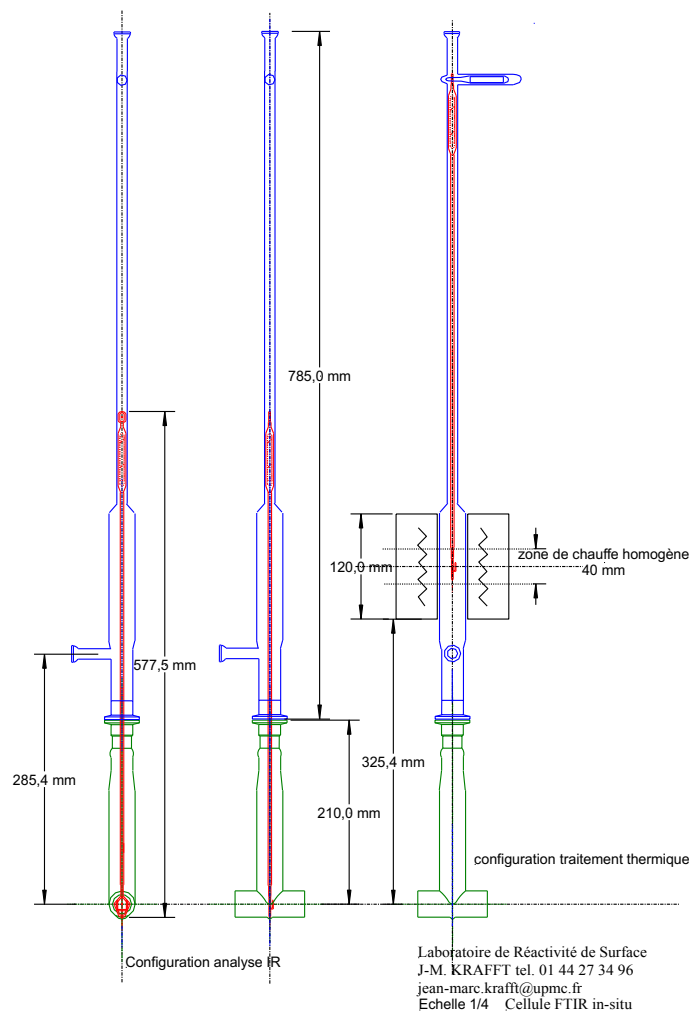 785,0 mm
zone de chauffe homogène
120,0 mm
40 mm
577,5 mm
285,4 mm
325,4 mm
210,0 mm
configuration traitement thermique
Configuration analyse IR
Laboratoire de Réactivité de Surface
J-M. KRAFFT tel. 01 44 27 34 96
jean-marc.krafft@upmc.fr
Echelle 1/4 Cellule FTIR in-situ